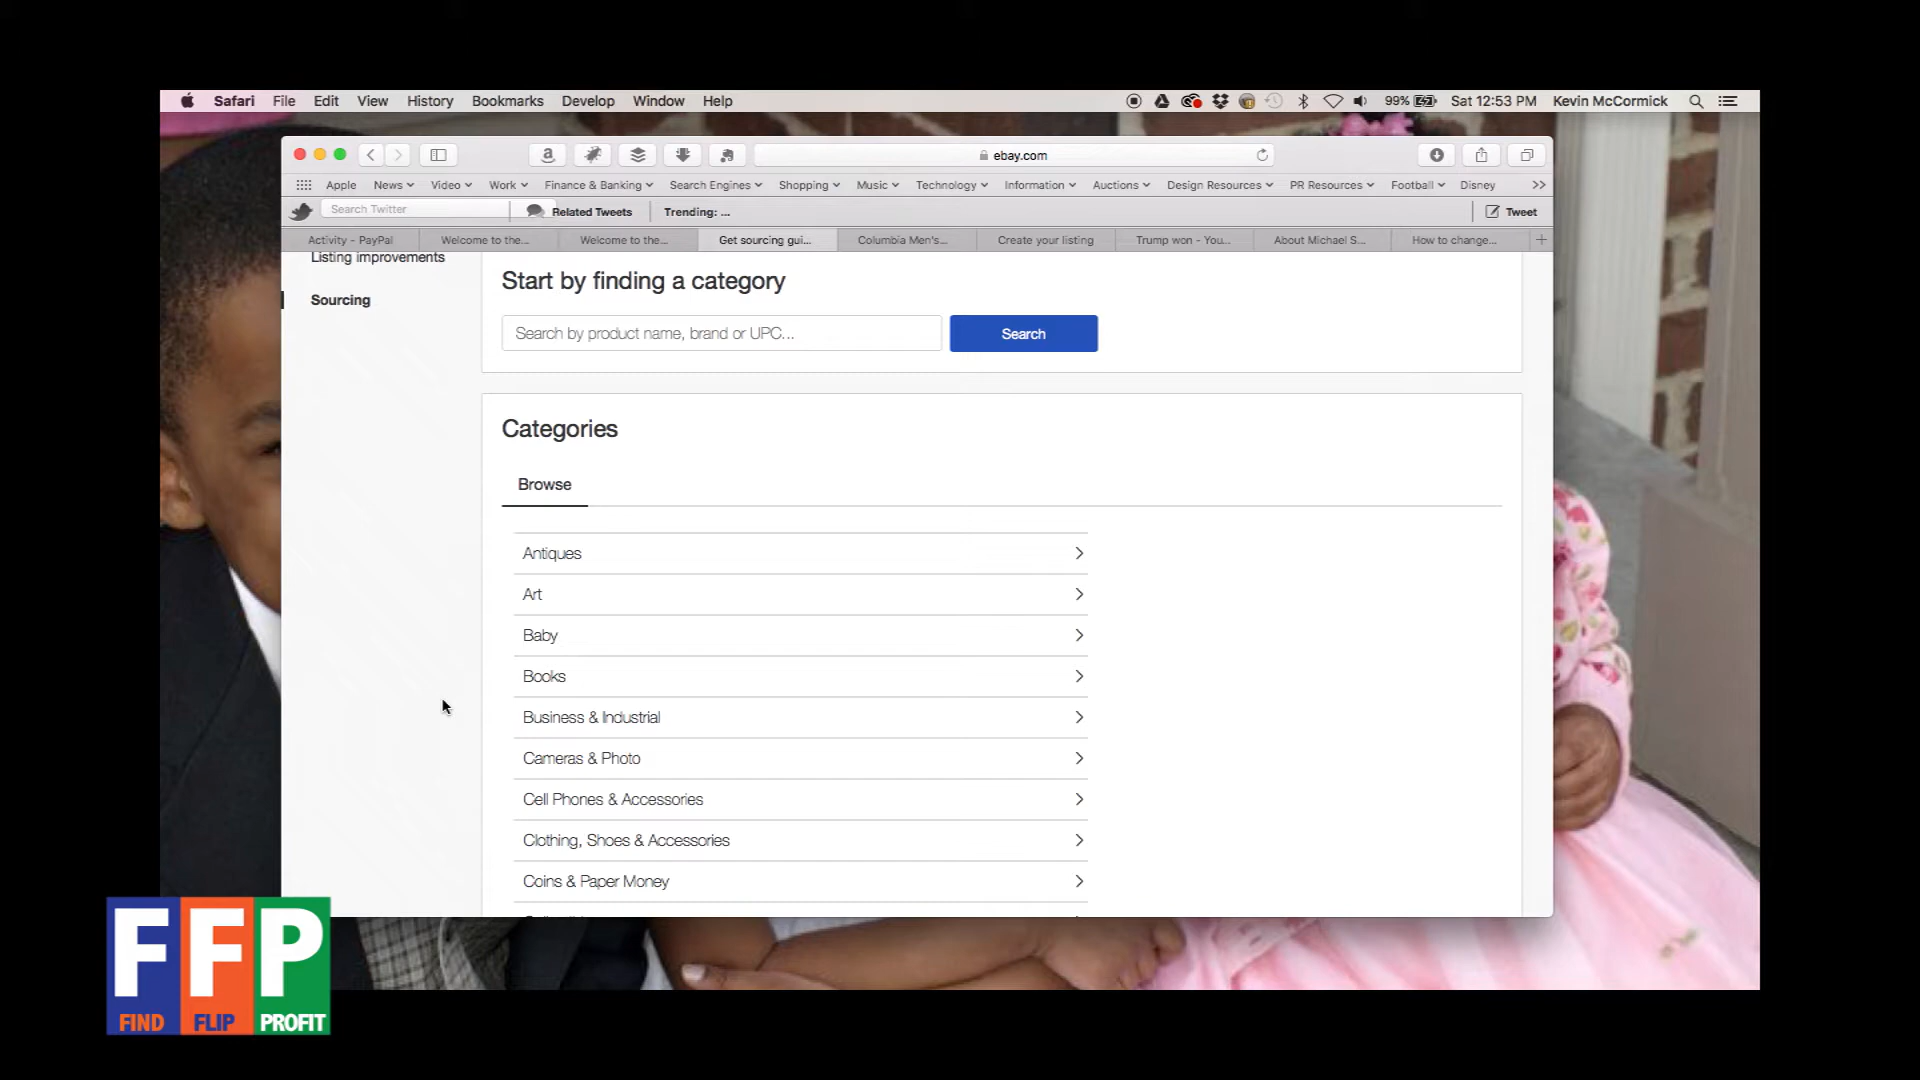 Safari File Edit View History Bookmarks Develop Window Help 99% Sat 12:53 PM Kevin McCormick
ebay.com
Apple News Video Work Finance & Banking Search Engines Shopping Music Technology Information Auctions Design Resources PR Resources Football Disney
Search Twitter Related Tweets Trending: ... Tweet
Activity - PayPal Welcome to the... Welcome to the... Get sourcing gui... Columbia Men's... Create your listing Trump won - You... About Michael S... How to change...
Listing improvements
Sourcing
Start by finding a category
Search by product name, brand or UPC... Search
Categories
Browse
Antiques
Art
Baby
Books
Business & Industrial
Cameras & Photo
Cell Phones & Accessories
Clothing, Shoes & Accessories
Coins & Paper Money
FFP
FIND FLIP PROFIT